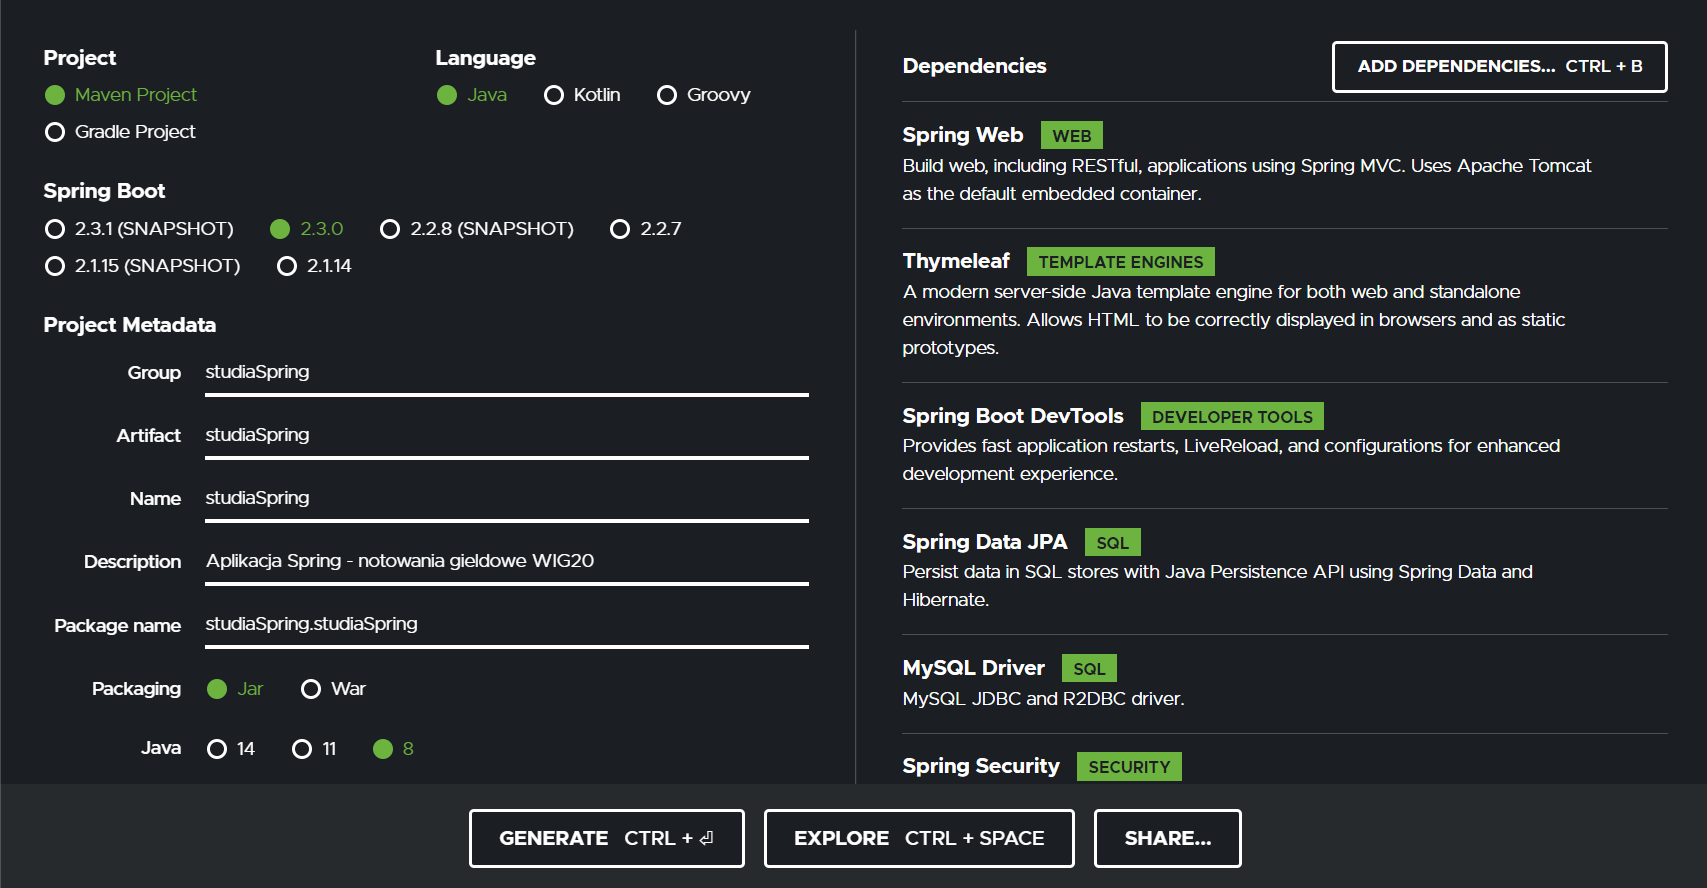 Project
Maven Project
Gradle Project
Language
Java Kotlin Groovy
Spring Boot
2.3.1 (SNAPSHOT) 2.3.0 2.2.8 (SNAPSHOT) 2.2.7
2.1.15 (SNAPSHOT) 2.1.14
Project Metadata
Group studiaSpring
Artifact studiaSpring
Name studiaSpring
Description Aplikacja Spring - notowania gieldowe WIG20
Package name studiaSpring.studiaSpring
Packaging Jar War
Java 14 11 8
Dependencies
ADD DEPENDENCIES... CTRL + B
Spring Web WEB
Build web, including RESTful, applications using Spring MVC. Uses Apache Tomcat
as the default embedded container.
Thymeleaf TEMPLATE ENGINES
A modern server-side Java template engine for both web and standalone
environments. Allows HTML to be correctly displayed in browsers and as static
prototypes.
Spring Boot DevTools DEVELOPER TOOLS
Provides fast application restarts, LiveReload, and configurations for enhanced
development experience.
Spring Data JPA SQL
Persist data in SQL stores with Java Persistence API using Spring Data and
Hibernate.
MySQL Driver SQL
MySQL JDBC and R2DBC driver.
Spring Security SECURITY
GENERATE CTRL + ⏎
EXPLORE CTRL + SPACE
SHARE...